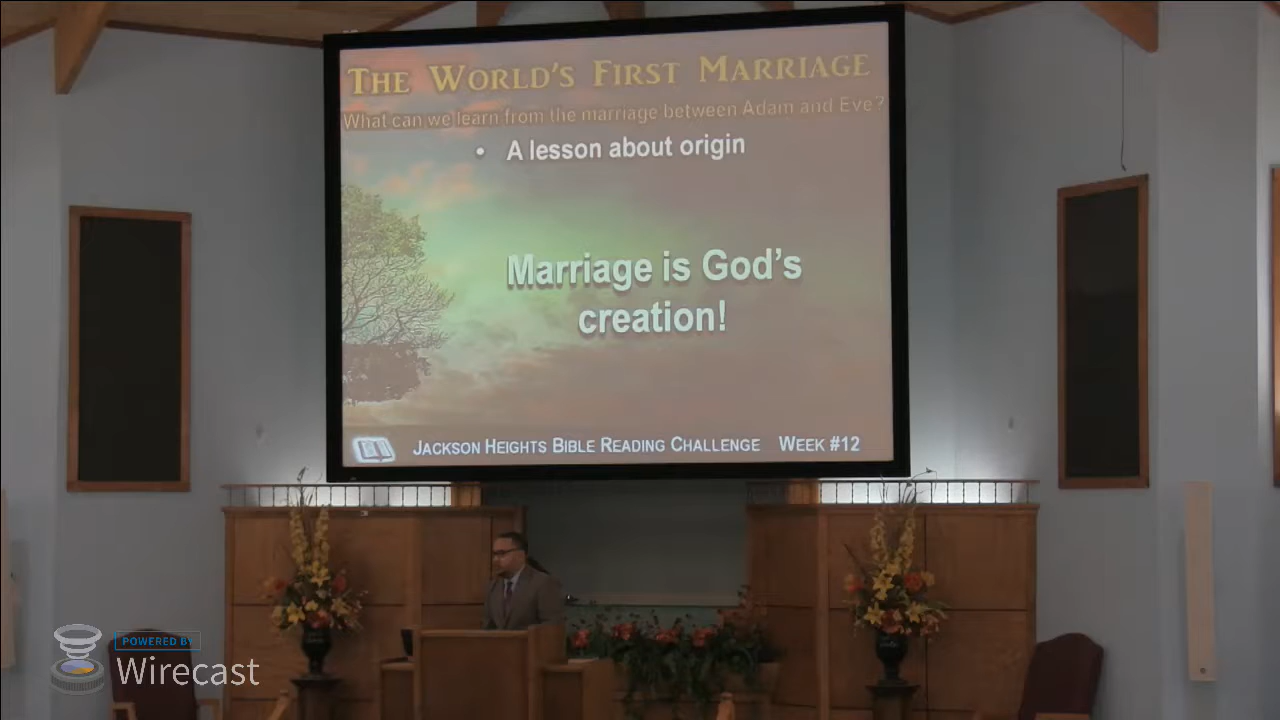 THE WORLD'S FIRST MARRIAGE
What can we learn from the marriage between Adam and Eve?
• A lesson about origin
Marriage is God's
creation!
JACKSON HEIGHTS BIBLE READING CHALLENGE WEEK #12
POWERED BY
Wirecast